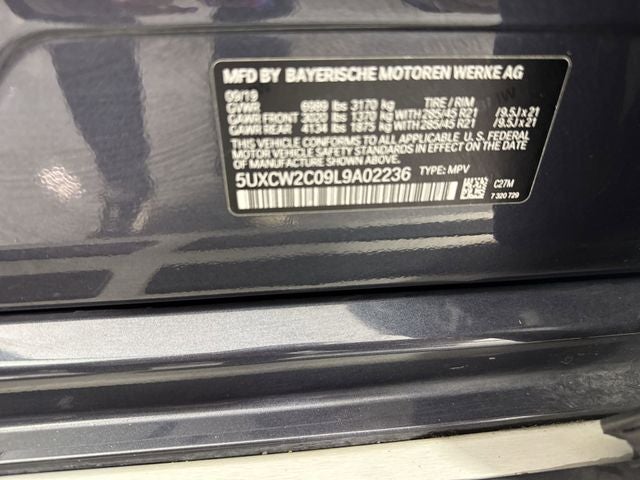 MFD BY BAYERISCHE MOTOREN WERKE AG
09/19
GVWR 6989 lbs 3170 kg TIRE / RIM
GAWR FRONT 3020 lbs 1370 kg WITH 285/45 R21 /9.5J x 21
GAWR REAR 4134 lbs 1875 kg WITH 285/45 R21 /9.5J x 21
THIS VEHICLE CONFORMS TO ALL APPLICABLE U. S. FEDERAL
MOTOR VEHICLE SAFETY STANDARDS IN EFFECT
ON THE DATE OF MANUFACTURE SHOWN ABOVE.
5UXCW2C09L9A02236 TYPE: MPV
C27M
7 320 729